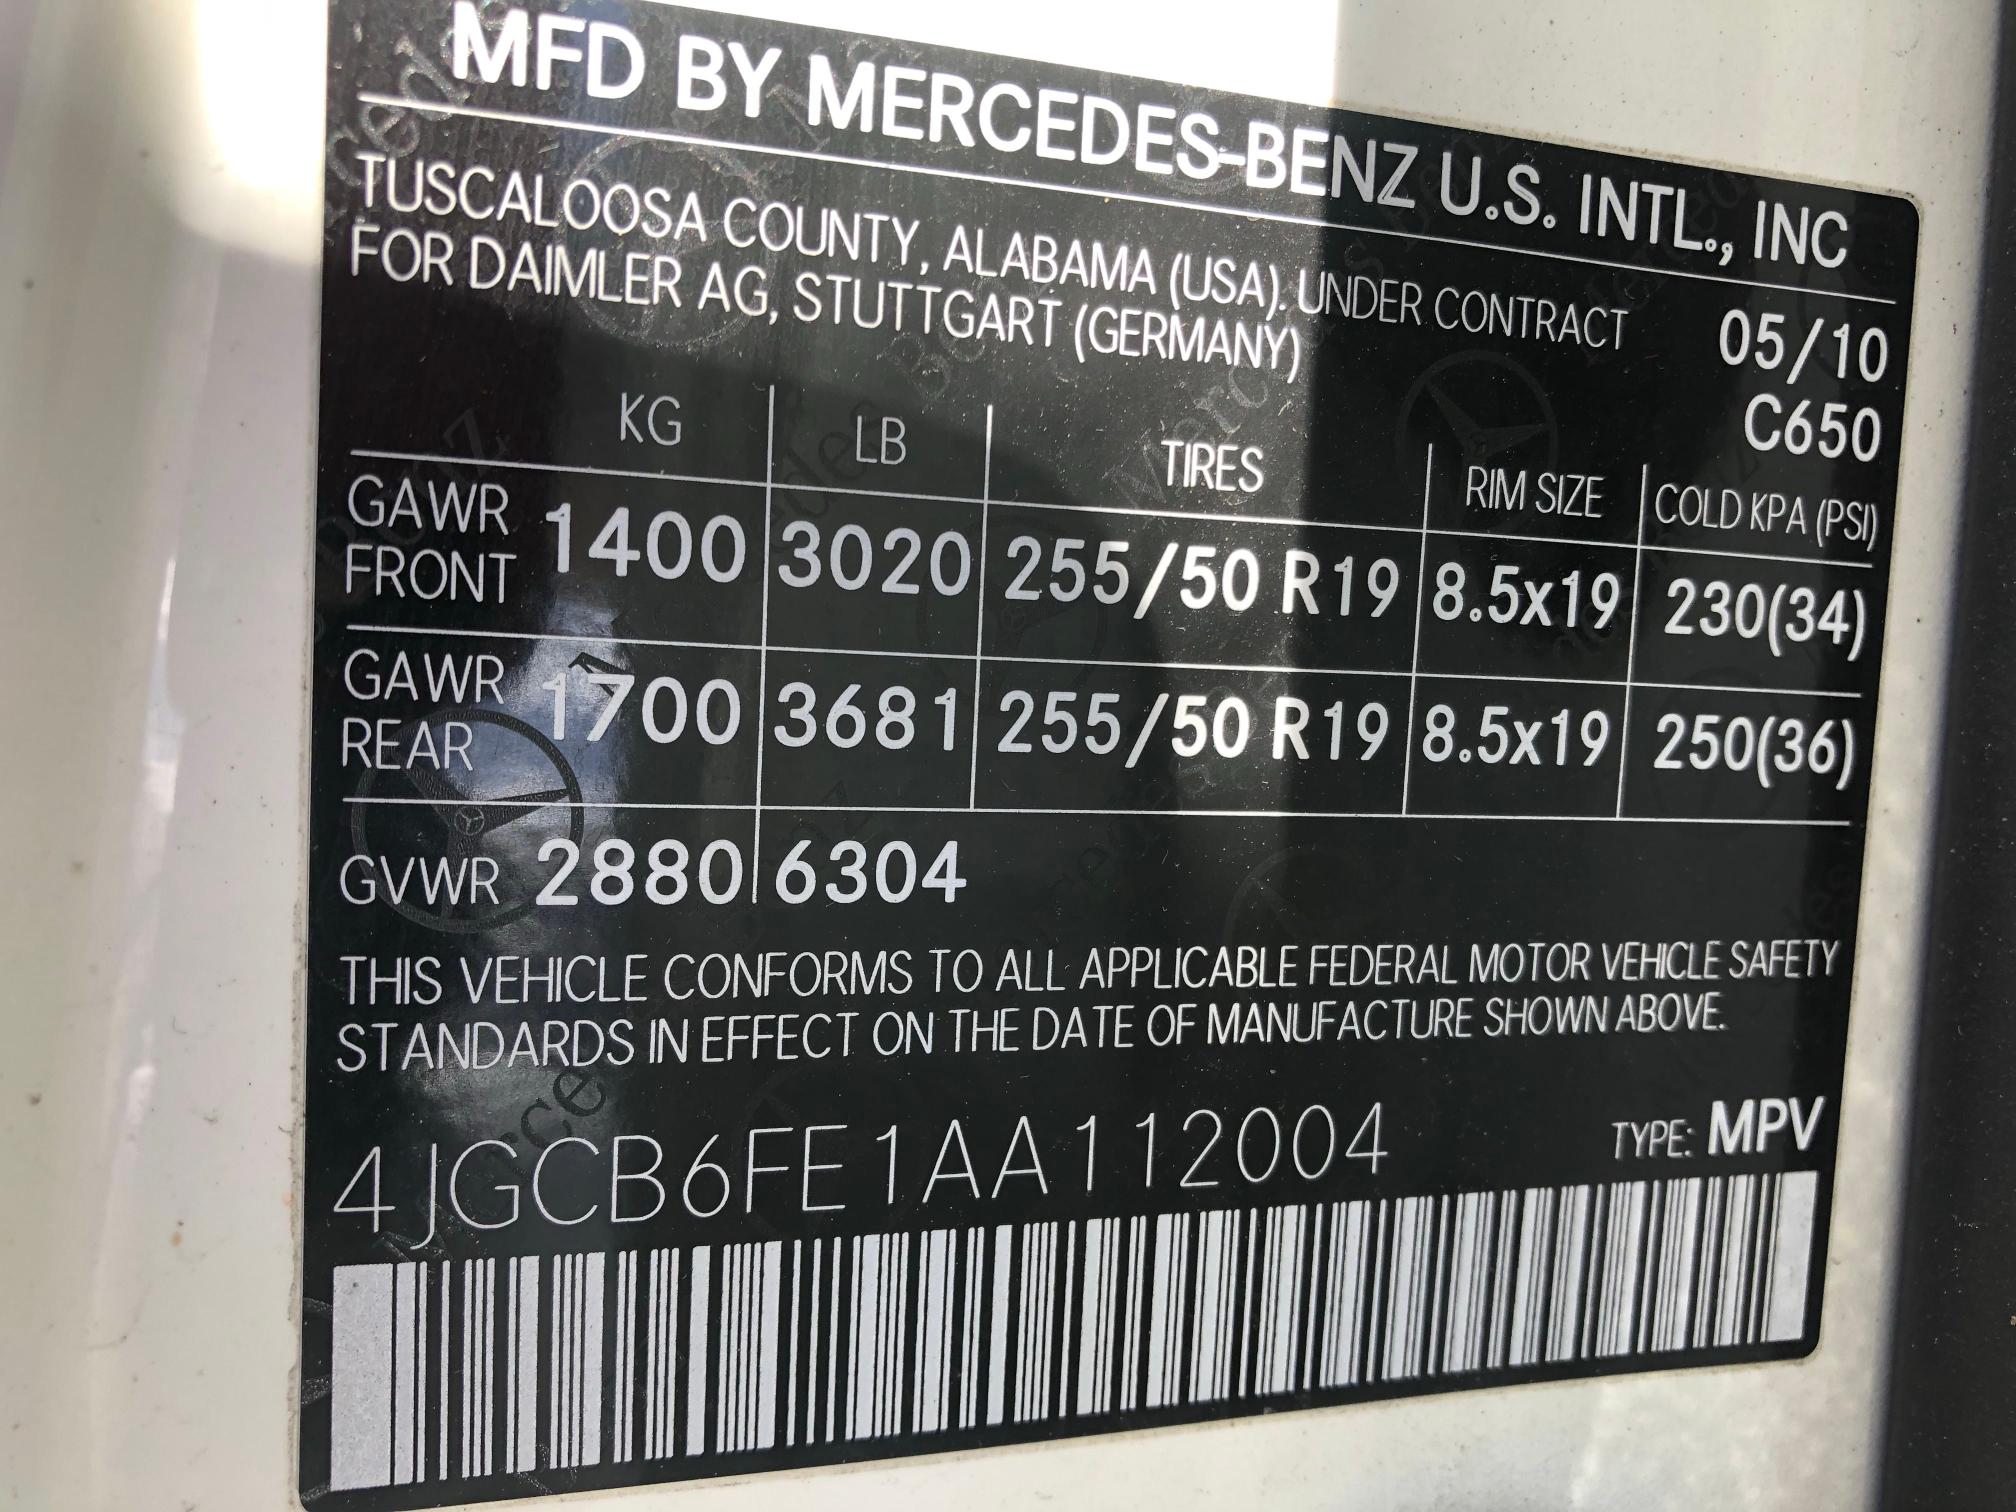 MFD BY MERCEDES-BENZ U.S. INTL., INC
TUSCALOOSA COUNTY, ALABAMA (USA). UNDER CONTRACT
FOR DAIMLER AG, STUTTGART (GERMANY)
05/10
C650
KG LB TIRES RIM SIZE COLD KPA (PSI)
GAWR FRONT 1400 3020 255/50 R19 8.5x19 230(34)
GAWR REAR 1700 3681 255/50 R19 8.5x19 250(36)
GVWR 2880 6304
THIS VEHICLE CONFORMS TO ALL APPLICABLE FEDERAL MOTOR VEHICLE SAFETY
STANDARDS IN EFFECT ON THE DATE OF MANUFACTURE SHOWN ABOVE.
4JGCB6FE1AA112004 TYPE: MPV